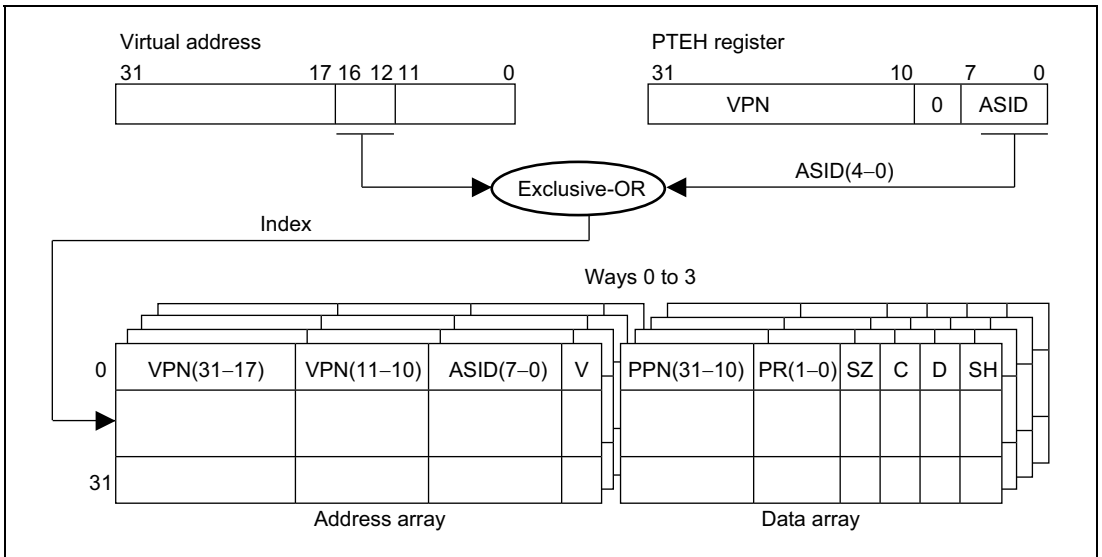 Virtual address PTEH register
31 17 16 12 11 0 31 10 7 0
VPN 0 ASID
ASID(4–0)
Exclusive-OR
Index
Ways 0 to 3
0 VPN(31–17) VPN(11–10) ASID(7–0) V PPN(31–10) PR(1–0) SZ C D SH
31
Address array Data array